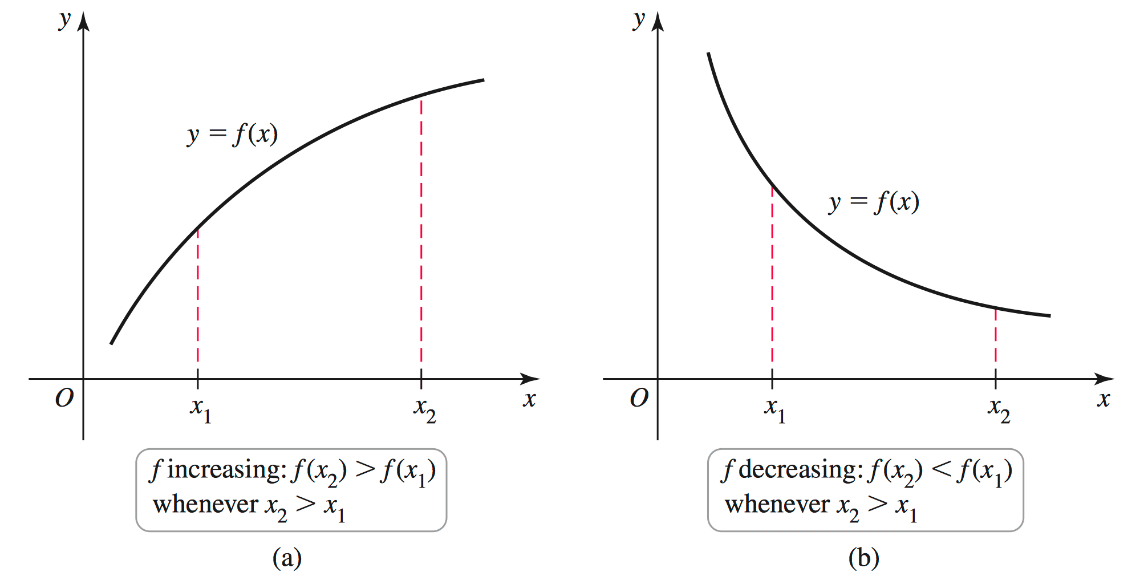 y
y = f(x)
O
x₁
x₂
x
f increasing: f(x₂) > f(x₁)
whenever x₂ > x₁
(a)
y
y = f(x)
O
x₁
x₂
x
f decreasing: f(x₂) < f(x₁)
whenever x₂ > x₁
(b)